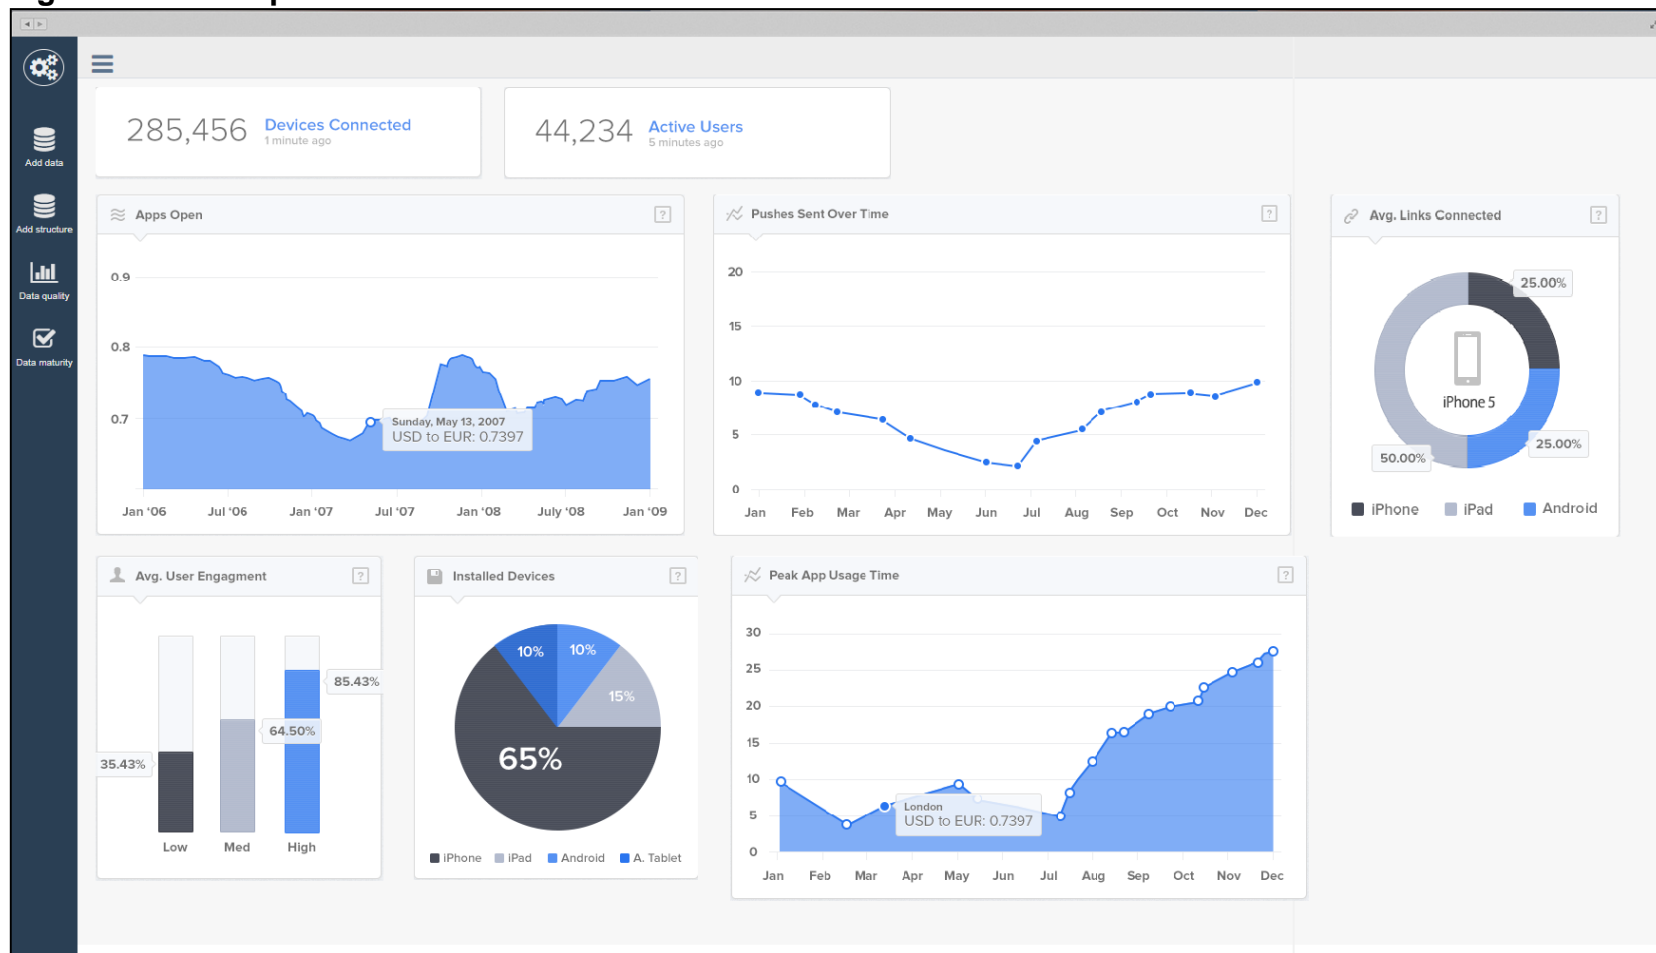 285,456 Devices Connected
1 minute ago
44,234 Active Users
5 minutes ago
Add data
Add structure
Data quality
Data maturity
Apps Open ?
0.9
0.8
0.7
Sunday, May 13, 2007
USD to EUR: 0.7397
Jan '06 Jul '06 Jan '07 Jul '07 Jan '08 July '08 Jan '09
Pushes Sent Over Time ?
20
15
10
5
0
Jan Feb Mar Apr May Jun Jul Aug Sep Oct Nov Dec
Avg. Links Connected ?
25.00%
iPhone 5
25.00%
50.00%
iPhone iPad Android
Avg. User Engagment ?
85.43%
64.50%
35.43%
Low Med High
Installed Devices ?
10% 10%
15%
65%
iPhone iPad Android A. Tablet
Peak App Usage Time ?
30
25
20
15
10
5
0
London
USD to EUR: 0.7397
Jan Feb Mar Apr May Jun Jul Aug Sep Oct Nov Dec